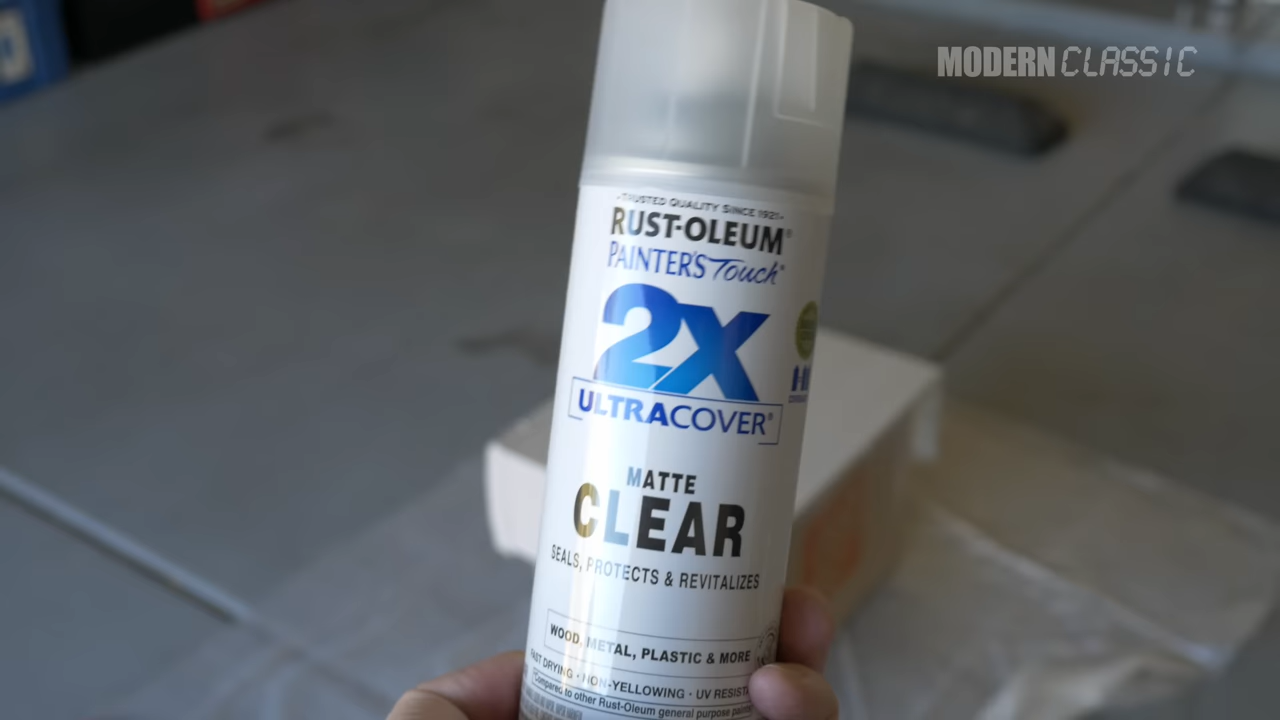 MODERN CLASSIC
-TRUSTED QUALITY SINCE 1921-
RUST-OLEUM®
PAINTER'S Touch®
2X
ULTRACOVER®
MATTE
CLEAR
SEALS, PROTECTS & REVITALIZES
WOOD, METAL, PLASTIC & MORE
FAST DRYING • NON-YELLOWING • UV RESISTA
Compared to other Rust-Oleum general purpose